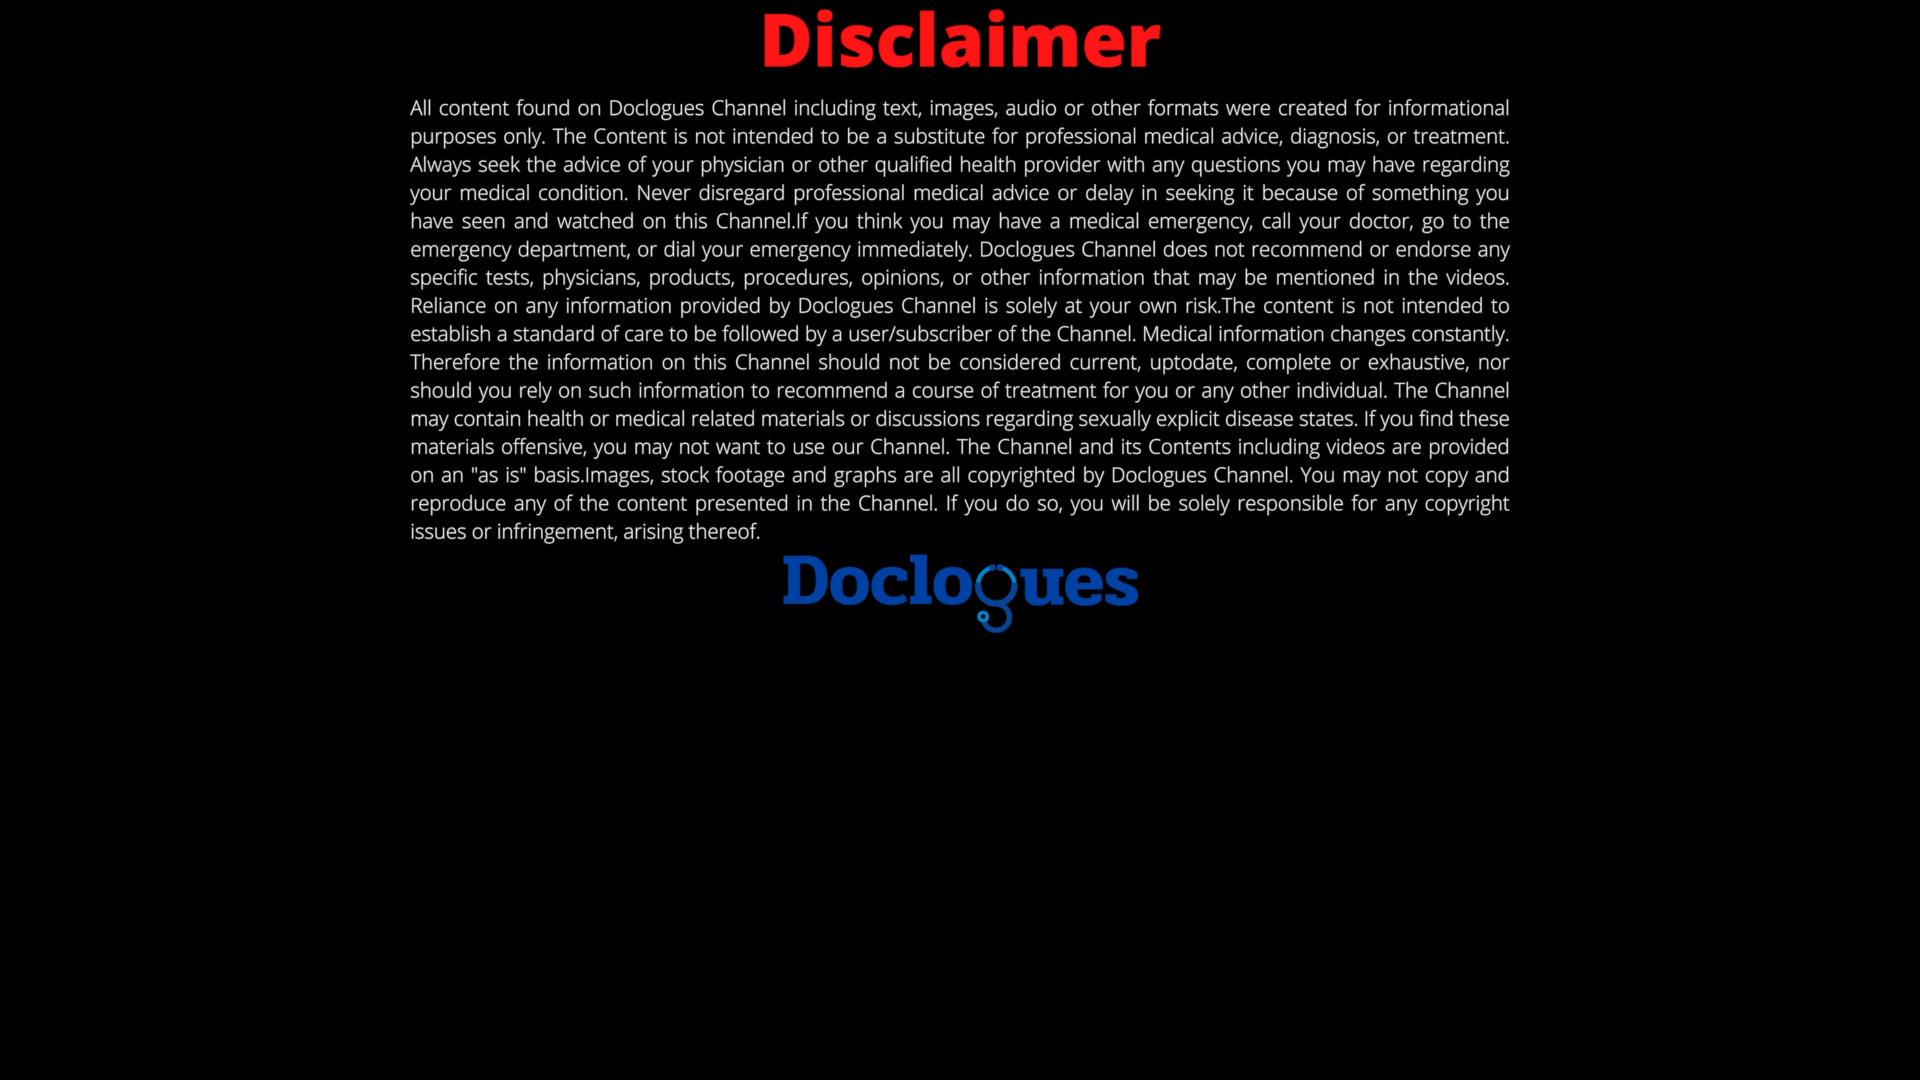 Disclaimer
All content found on Doclogues Channel including text, images, audio or other formats were created for informational
purposes only. The Content is not intended to be a substitute for professional medical advice, diagnosis, or treatment.
Always seek the advice of your physician or other qualified health provider with any questions you may have regarding
your medical condition. Never disregard professional medical advice or delay in seeking it because of something you
have seen and watched on this Channel.If you think you may have a medical emergency, call your doctor, go to the
emergency department, or dial your emergency immediately. Doclogues Channel does not recommend or endorse any
specific tests, physicians, products, procedures, opinions, or other information that may be mentioned in the videos.
Reliance on any information provided by Doclogues Channel is solely at your own risk.The content is not intended to
establish a standard of care to be followed by a user/subscriber of the Channel. Medical information changes constantly.
Therefore the information on this Channel should not be considered current, uptodate, complete or exhaustive, nor
should you rely on such information to recommend a course of treatment for you or any other individual. The Channel
may contain health or medical related materials or discussions regarding sexually explicit disease states. If you find these
materials offensive, you may not want to use our Channel. The Channel and its Contents including videos are provided
on an "as is" basis.Images, stock footage and graphs are all copyrighted by Doclogues Channel. You may not copy and
reproduce any of the content presented in the Channel. If you do so, you will be solely responsible for any copyright
issues or infringement, arising thereof.
Doclogues